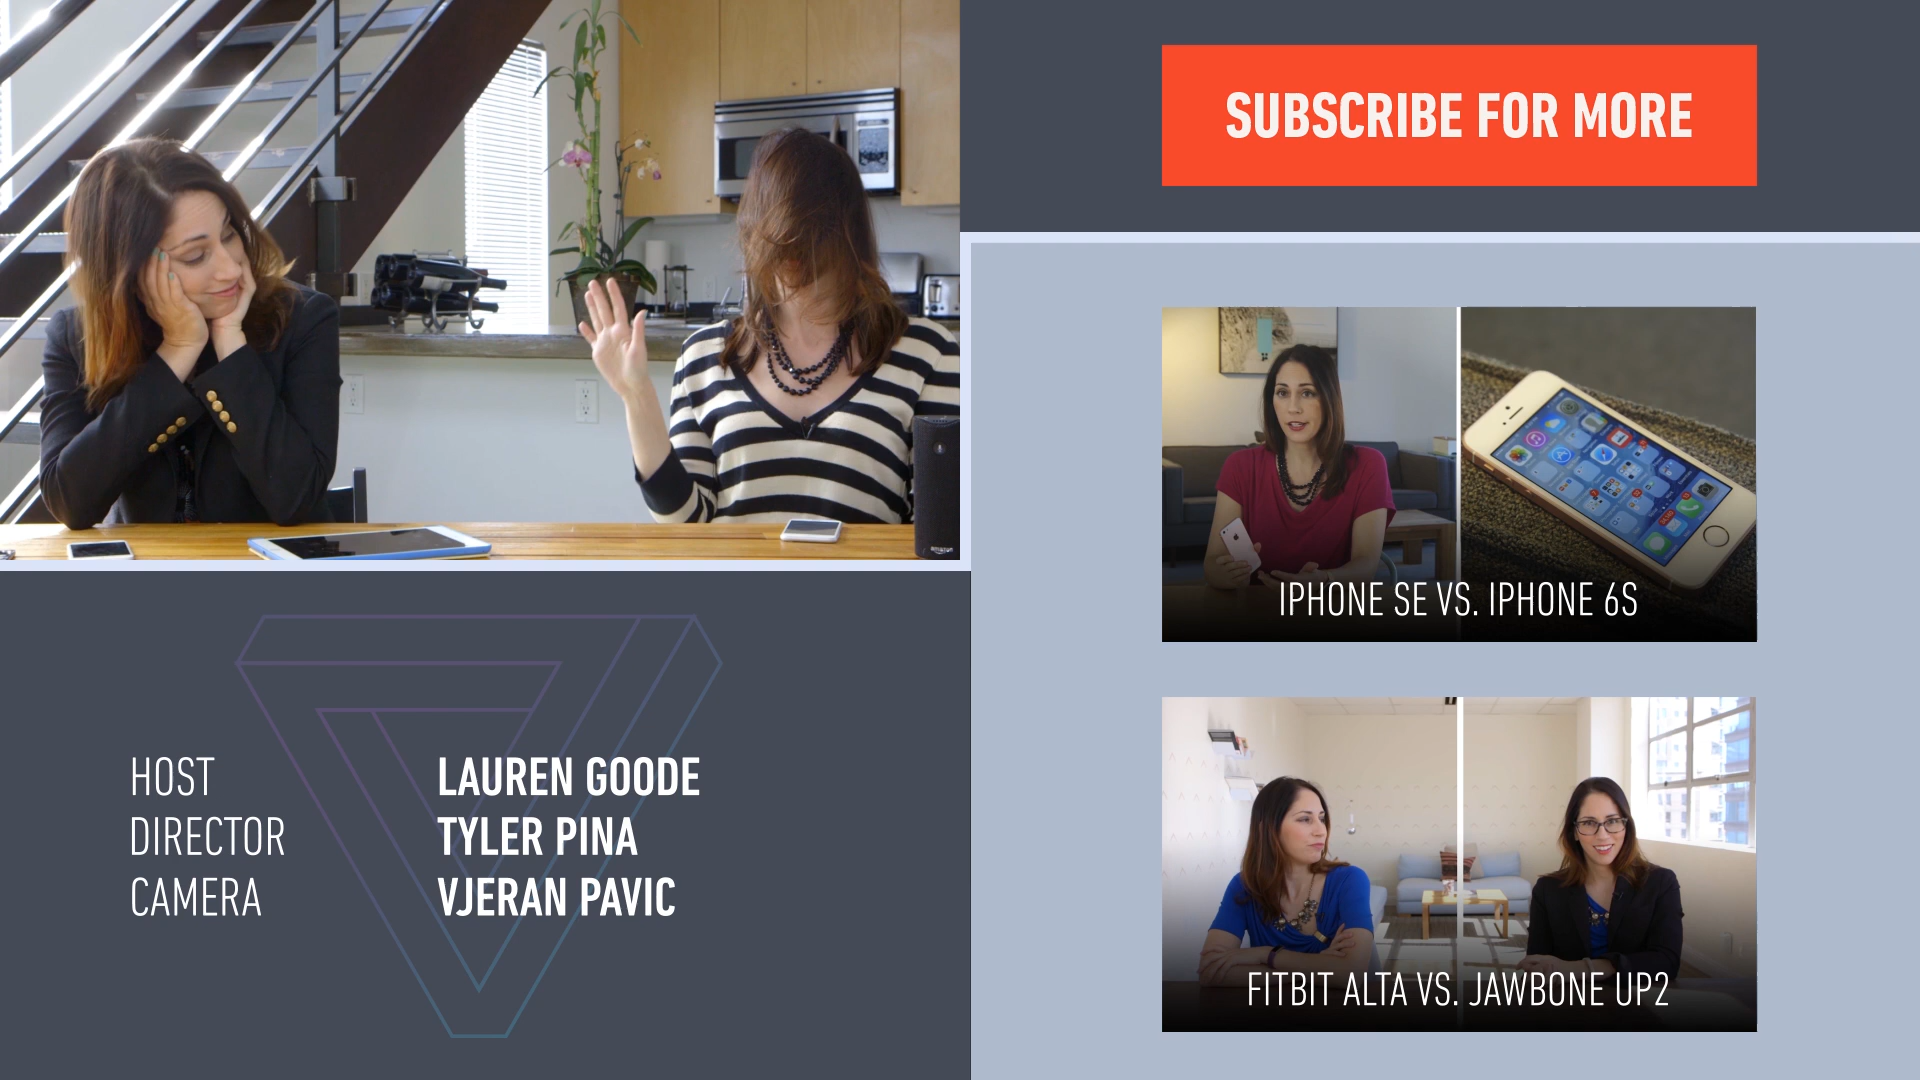 SUBSCRIBE FOR MORE
IPHONE SE VS. IPHONE 6S
FITBIT ALTA VS. JAWBONE UP2
HOST LAUREN GOODE
DIRECTOR TYLER PINA
CAMERA VJERAN PAVIC
amazon